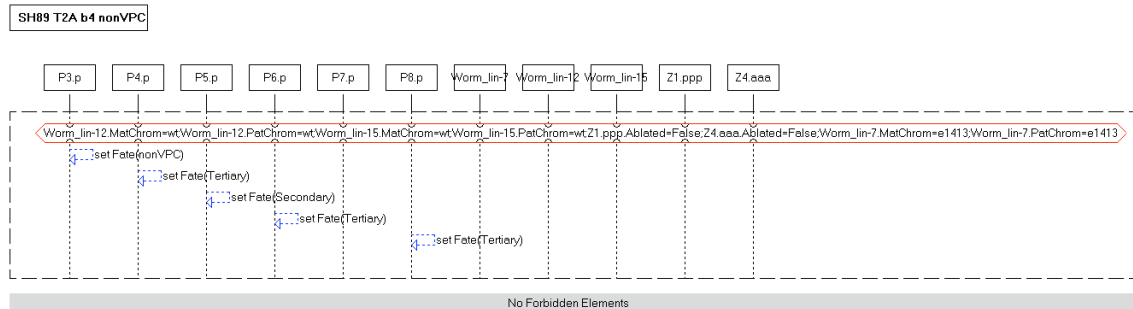 SH89 T2A b4 nonVPC
P3.p P4.p P5.p P6.p P7.p P8.p Worm_lin-7 Worm_lin-12 Worm_lin-15 Z1.ppp Z4.aaa
Worm_lin-12.MatChrom=wt;Worm_lin-12.PatChrom=wt;Worm_lin-15.MatChrom=wt;Worm_lin-15.PatChrom=wt;Z1.ppp.Ablated=False;Z4.aaa.Ablated=False;Worm_lin-7.MatChrom=e1413;Worm_lin-7.PatChrom=e1413
set Fate(nonVPC)
set Fate(Tertiary)
set Fate(Secondary)
set Fate(Tertiary)
set Fate(Tertiary)
No Forbidden Elements